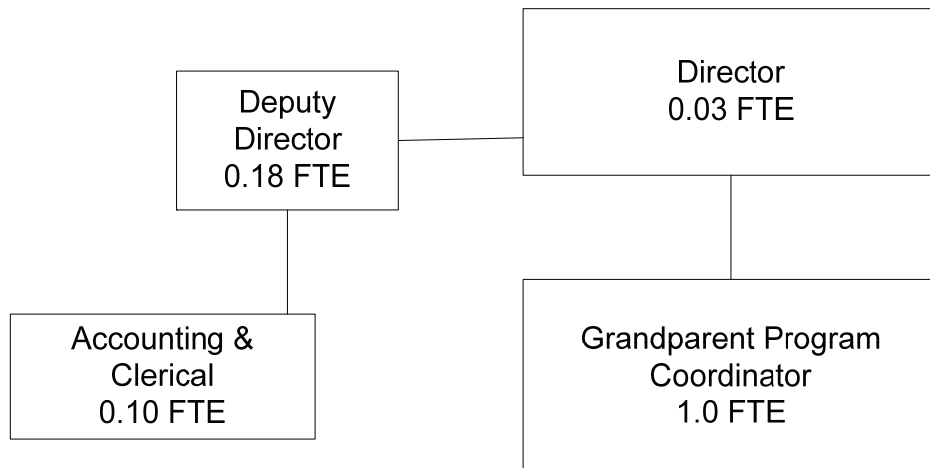 Director
0.03 FTE
Deputy
Director
0.18 FTE
Accounting &
Clerical
0.10 FTE
Grandparent Program
Coordinator
1.0 FTE